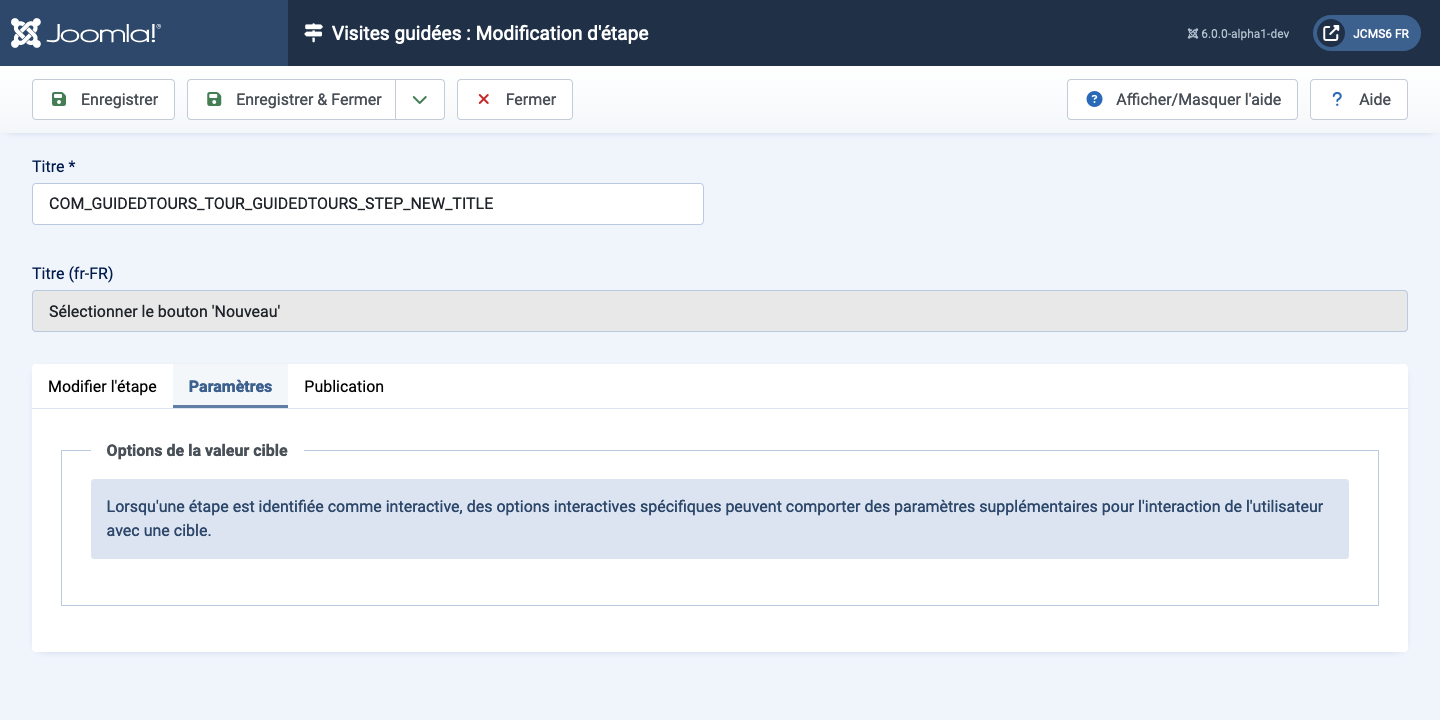 Joomla!®
Visites guidées : Modification d'étape
6.0.0-alpha1-dev
JCMS6 FR
Enregistrer
Enregistrer & Fermer
Fermer
Afficher/Masquer l'aide
? Aide
Titre *
COM_GUIDEDTOURS_TOUR_GUIDEDTOURS_STEP_NEW_TITLE
Titre (fr-FR)
Sélectionner le bouton 'Nouveau'
Modifier l'étape
Paramètres
Publication
Options de la valeur cible
Lorsqu'une étape est identifiée comme interactive, des options interactives spécifiques peuvent comporter des paramètres supplémentaires pour l'interaction de l'utilisateur
avec une cible.